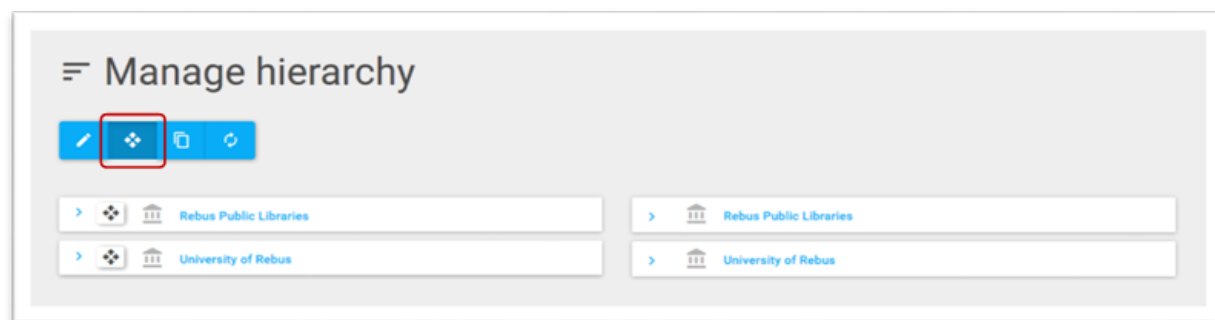 Manage hierarchy
Rebus Public Libraries
Rebus Public Libraries
University of Rebus
University of Rebus